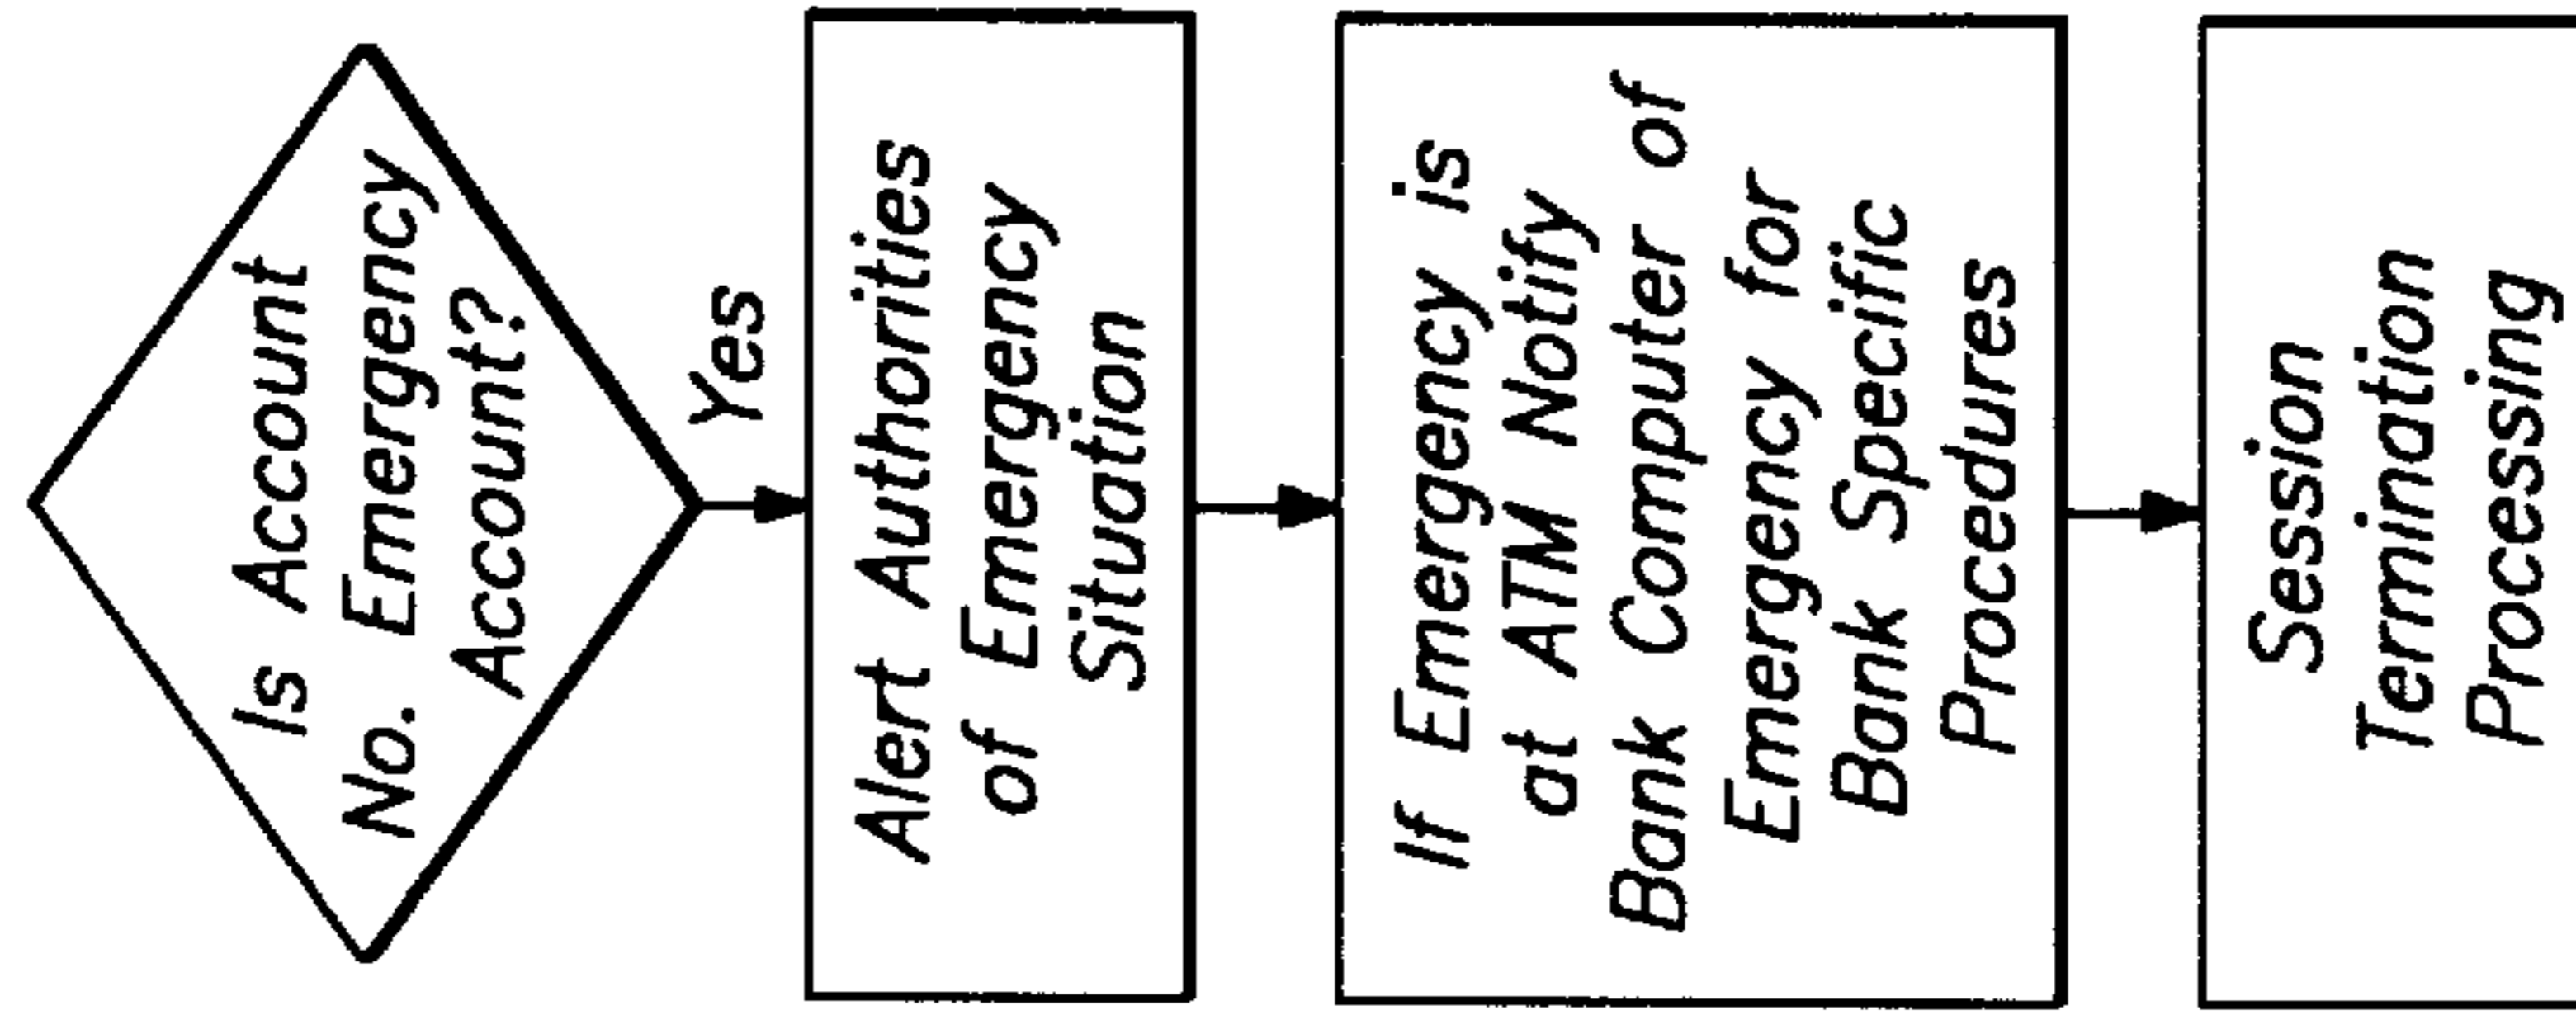 Is Account
No. Emergency
Account?
Yes
Alert Authorities
of Emergency
Situation
If Emergency is
at ATM Notify
Bank Computer of
Emergency for
Bank Specific
Procedures
Session
Termination
Processing